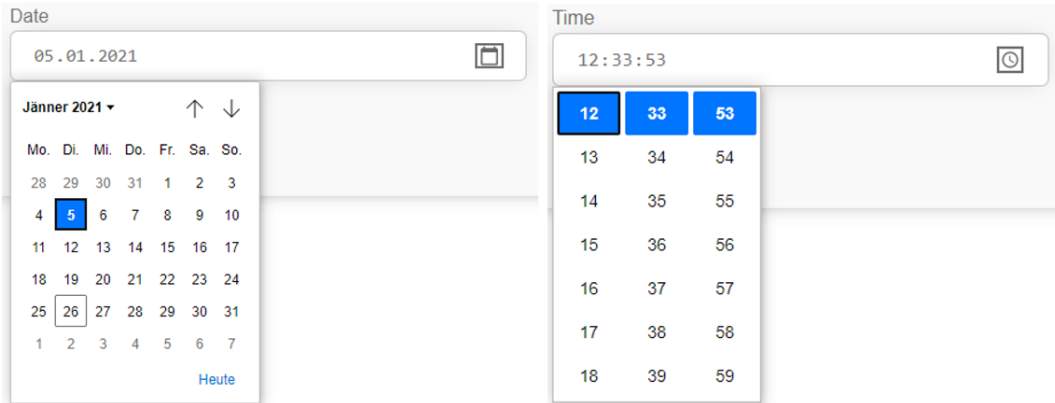 Date
05.01.2021
Jänner 2021
Mo. Di. Mi. Do. Fr. Sa. So.
28 29 30 31 1 2 3
4 5 6 7 8 9 10
11 12 13 14 15 16 17
18 19 20 21 22 23 24
25 26 27 28 29 30 31
1 2 3 4 5 6 7
Heute
Time
12:33:53
12 33 53
13 34 54
14 35 55
15 36 56
16 37 57
17 38 58
18 39 59